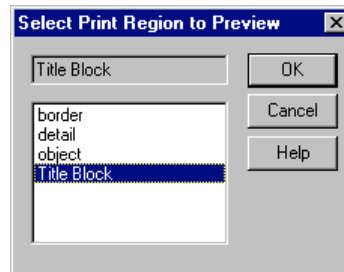 Select Print Region to Preview
Title Block
OK
border
detail
object
Title Block
Cancel
Help